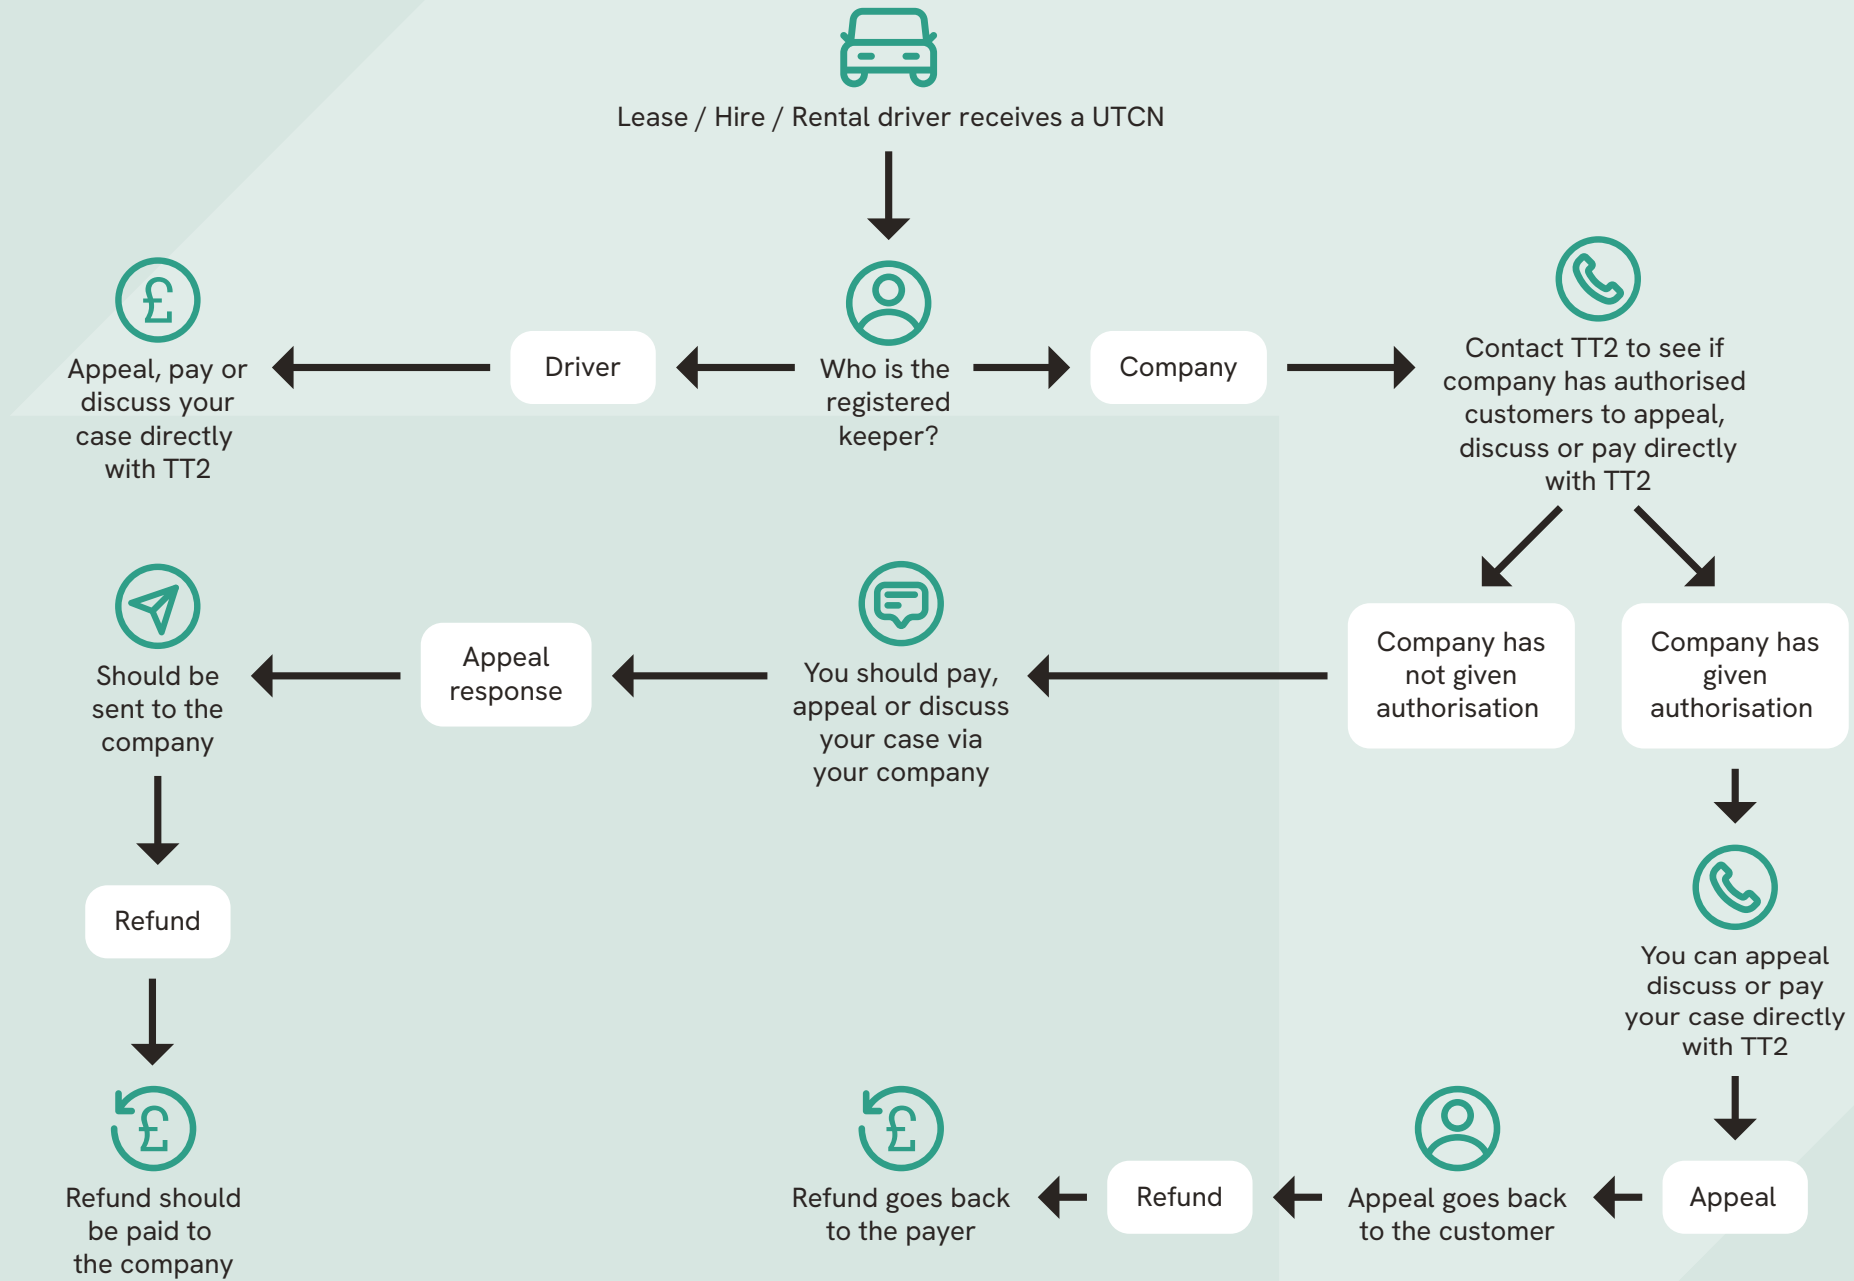 Lease / Hire / Rental driver receives a UTCN
£
Appeal, pay or
discuss your
case directly
with TT2
Driver
Who is the
registered
keeper?
Company
Contact TT2 to see if
company has authorised
customers to appeal,
discuss or pay directly
with TT2
Should be
sent to the
company
Appeal
response
You should pay,
appeal or discuss
your case via
your company
Company has
not given
authorisation
Company has
given
authorisation
Refund
You can appeal
discuss or pay
your case directly
with TT2
£
Refund should
be paid to
the company
£
Refund goes back
to the payer
Refund
Appeal goes back
to the customer
Appeal